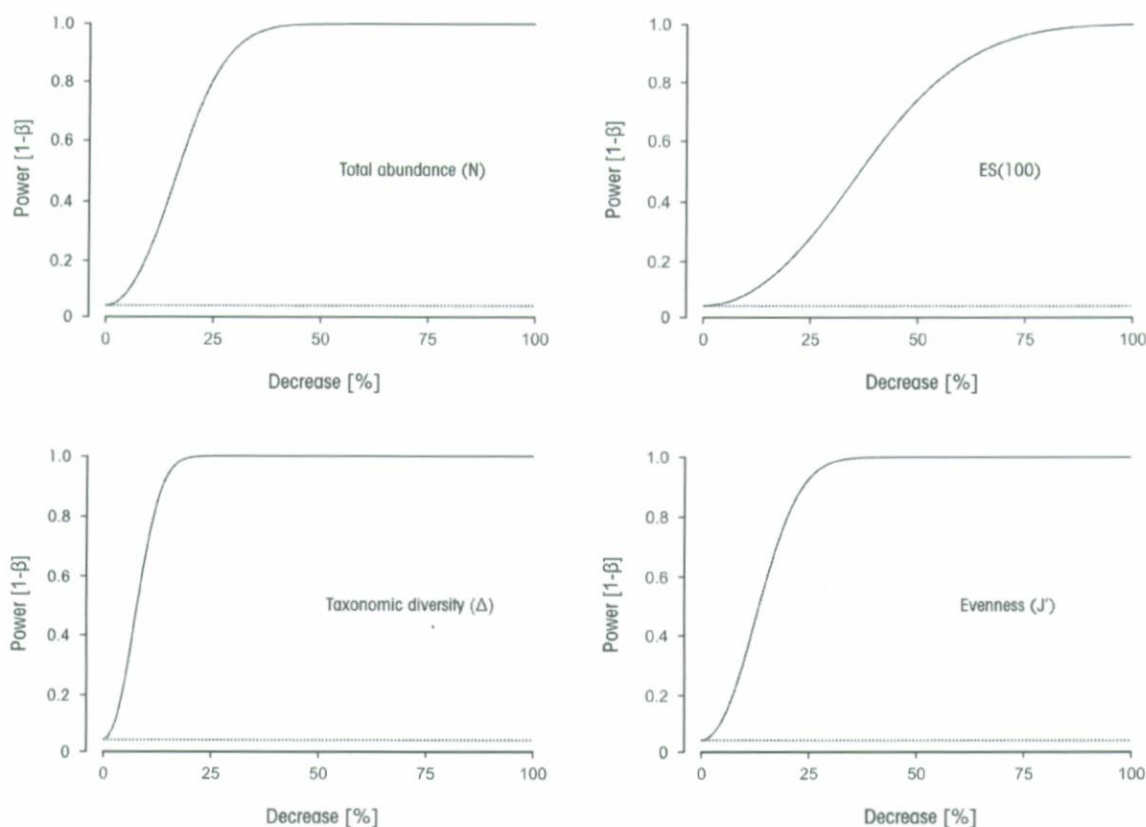 1.0
0.8
0.6
0.4
0.2
0
Power [1-β]
Total abundance (N)
0 25 50 75 100
Decrease [%]
1.0
0.8
0.6
0.4
0.2
0
Power [1-β]
ES(100)
0 25 50 75 100
Decrease [%]
1.0
0.8
0.6
0.4
0.2
0
Power [1-β]
Taxonomic diversity (Δ)
0 25 50 75 100
Decrease [%]
1.0
0.8
0.6
0.4
0.2
0
Power [1-β]
Evenness (J')
0 25 50 75 100
Decrease [%]